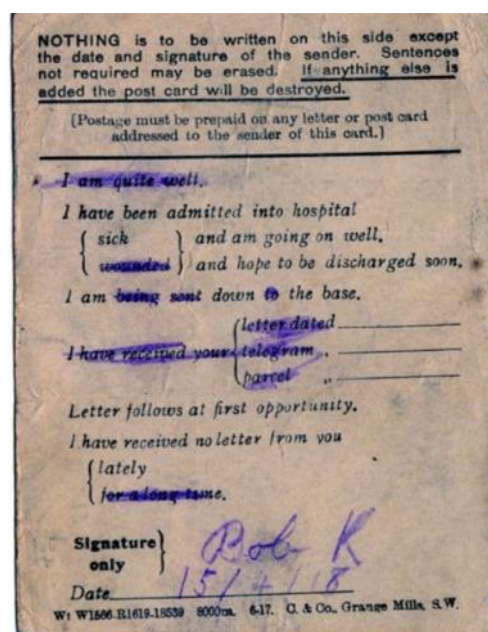 NOTHING is to be written on this side except
the date and signature of the sender. Sentences
not required may be erased. If anything else is
added the post card will be destroyed.
[Postage must be prepaid on any letter or post card
addressed to the sender of this card.]
I am quite well.
I have been admitted into hospital
sick and am going on well.
wounded and hope to be discharged soon.
I am being sent down to the base.
letter dated
I have received your telegram „
parcel „
Letter follows at first opportunity.
I have received no letter from you
lately
for a long time.
Signature
only
Bob K
Date 15/4/18
Wt W1566-R1619-18539 8000m. 6-17. C. & Co., Grange Mills, S.W.